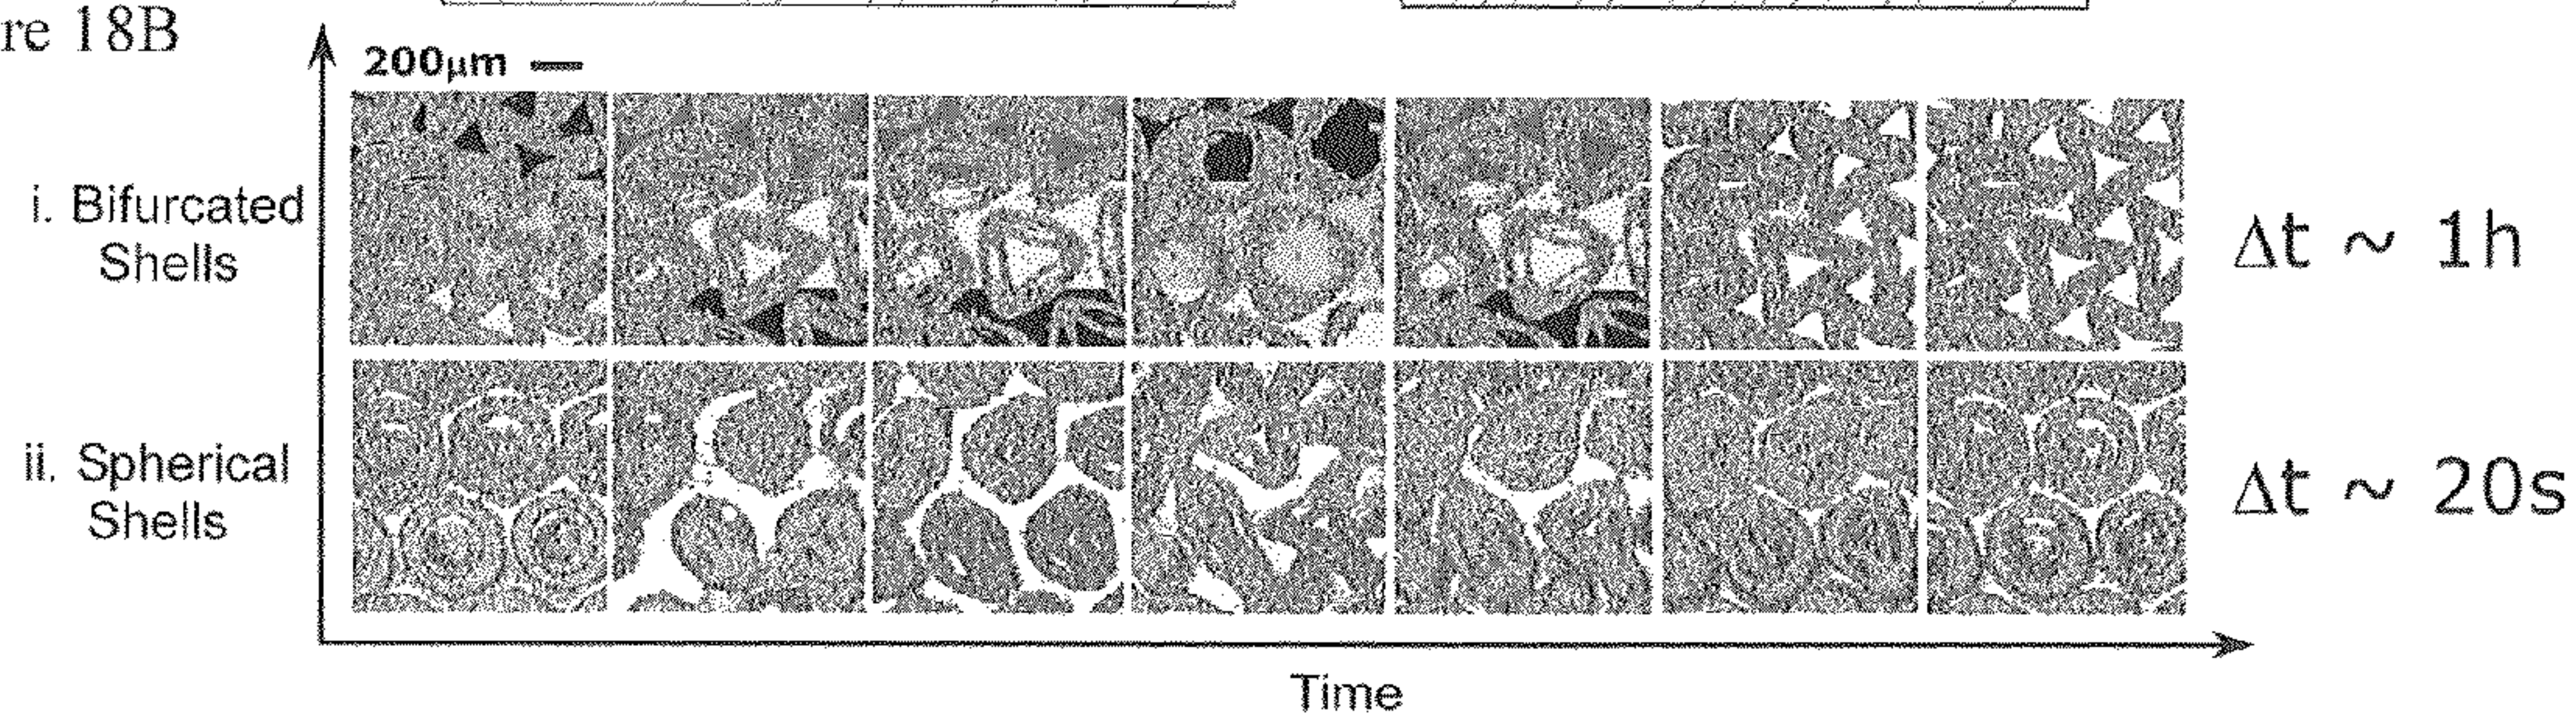 re 18B
200μm
i. Bifurcated
Shells
Δt ~ 1h
ii. Spherical
Shells
Δt ~ 20s
Time